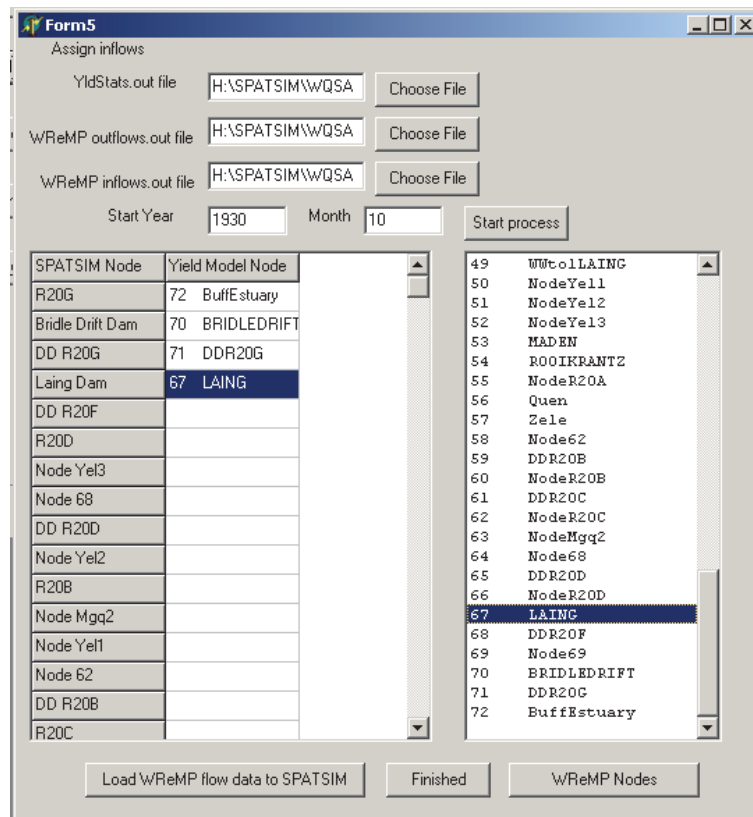 Form5
Assign inflows
YldStats.out file H:\SPATSIM\WQSA Choose File
WReMP outflows.out file H:\SPATSIM\WQSA Choose File
WReMP inflows.out file H:\SPATSIM\WQSA Choose File
Start Year 1930 Month 10 Start process
SPATSIM Node Yield Model Node
R20G 72 BuffEstuary
Bridle Drift Dam 70 BRIDLEDRIFT
DD R20G 71 DDR20G
Laing Dam 67 LAING
DD R20F
R20D
Node Yel3
Node 68
DD R20D
Node Yel2
R20B
Node Mgq2
Node Yel1
Node 62
DD R20B
R20C
49 WWtolLAING
50 NodeYel1
51 NodeYel2
52 NodeYel3
53 MADEN
54 ROOIKRANTZ
55 NodeR20A
56 Quen
57 Zele
58 Node62
59 DDR20B
60 NodeR20B
61 DDR20C
62 NodeR20C
63 NodeMgq2
64 Node68
65 DDR20D
66 NodeR20D
67 LAING
68 DDR20F
69 Node69
70 BRIDLEDRIFT
71 DDR20G
72 BuffEstuary
Load WReMP flow data to SPATSIM Finished WReMP Nodes